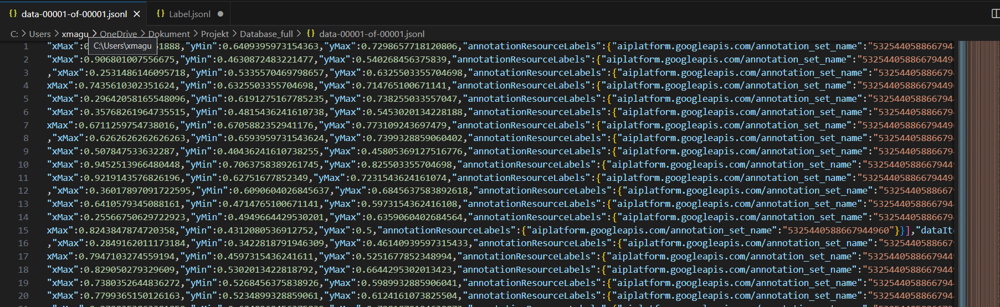 {} data-00001-of-00001.jsonl × {} Label.jsonl ●
C: > Users > xmagu > OneDrive > Dokument > Projekt > Database_full > {} data-00001-of-00001.jsonl
C:\Users\xmagu
1 "xMax":0 51888,"yMin":0.6409395973154363,"yMax":0.7298657718120806,"annotationResourceLabels":{"aiplatform.googleapis.com/annotation_set_name":"532544058866794
2 "xMax":0.906801007556675,"yMin":0.4630872483221477,"yMax":0.540268456375839,"annotationResourceLabels":{"aiplatform.googleapis.com/annotation_set_name":"53254405886679449
3 ,"xMax":0.2531486146095718,"yMin":0.5335570469798657,"yMax":0.6325503355704698,"annotationResourceLabels":{"aiplatform.googleapis.com/annotation_set_name":"532544058866794
4 xMax":0.7435610302351624,"yMin":0.6325503355704698,"yMax":0.714765100671141,"annotationResourceLabels":{"aiplatform.googleapis.com/annotation_set_name":"53254405886679449
5 "xMax":0.29642058165548096,"yMin":0.6191275167785235,"yMax":0.738255033557047,"annotationResourceLabels":{"aiplatform.googleapis.com/annotation_set_name":"532544058866794
6 "xMax":0.35768261964735515,"yMin":0.4815436241610738,"yMax":0.5453020134228188,"annotationResourceLabels":{"aiplatform.googleapis.com/annotation_set_name":"532544058866794
7 xMax":0.6711259754738016,"yMin":0.6705882352941176,"yMax":0.773109243697479,"annotationResourceLabels":{"aiplatform.googleapis.com/annotation_set_name":"53254405886679449
8 ,"xMax":0.6262626262626263,"yMin":0.6593959731543624,"yMax":0.7399328859060402,"annotationResourceLabels":{"aiplatform.googleapis.com/annotation_set_name":"532544058866794
9 "xMax":0.507847533632287,"yMin":0.40436241610738255,"yMax":0.45805369127516776,"annotationResourceLabels":{"aiplatform.googleapis.com/annotation_set_name":"532544058866794
10 xMax":0.9452513966480448,"yMin":0.7063758389261745,"yMax":0.825503355704698,"annotationResourceLabels":{"aiplatform.googleapis.com/annotation_set_name":"53254405886679449
11 xMax":0.9219143576826196,"yMin":0.62751677852349,"yMax":0.7231543624161074,"annotationResourceLabels":{"aiplatform.googleapis.com/annotation_set_name":"532544058866794496
12 ,"xMax":0.36017897091722595,"yMin":0.6090604026845637,"yMax":0.6845637583892618,"annotationResourceLabels":{"aiplatform.googleapis.com/annotation_set_name":"53254405886679
13 xMax":0.6410579345088161,"yMin":0.4714765100671141,"yMax":0.5973154362416108,"annotationResourceLabels":{"aiplatform.googleapis.com/annotation_set_name":"5325440588667944
14 "xMax":0.25566750629722923,"yMin":0.4949664429530201,"yMax":0.6359060402684564,"annotationResourceLabels":{"aiplatform.googleapis.com/annotation_set_name":"532544058866794
15 xMax":0.8243847874720358,"yMin":0.4312080536912752,"yMax":0.5,"annotationResourceLabels":{"aiplatform.googleapis.com/annotation_set_name":"5325440588667944960"}}],"dataIt
16 ,"xMax":0.2849162011173184,"yMin":0.3422818791946309,"yMax":0.46140939597315433,"annotationResourceLabels":{"aiplatform.googleapis.com/annotation_set_name":"53254405886679
17 xMax":0.7947103274559194,"yMin":0.4597315436241611,"yMax":0.5251677852348994,"annotationResourceLabels":{"aiplatform.googleapis.com/annotation_set_name":"5325440588667944
18 "xMax":0.829050279329609,"yMin":0.5302013422818792,"yMax":0.6644295302013423,"annotationResourceLabels":{"aiplatform.googleapis.com/annotation_set_name":"5325440588667944
19 "xMax":0.7380352644836272,"yMin":0.5268456375838926,"yMax":0.5989932885906041,"annotationResourceLabels":{"aiplatform.googleapis.com/annotation_set_name":"532544058866794
20 "xMax":0.7799365150126163,"yMin":0.5234899328859061,"yMax":0.6124161073825504,"annotationResourceLabels":{"aiplatform.googleapis.com/annotation_set_name":"532544058866794